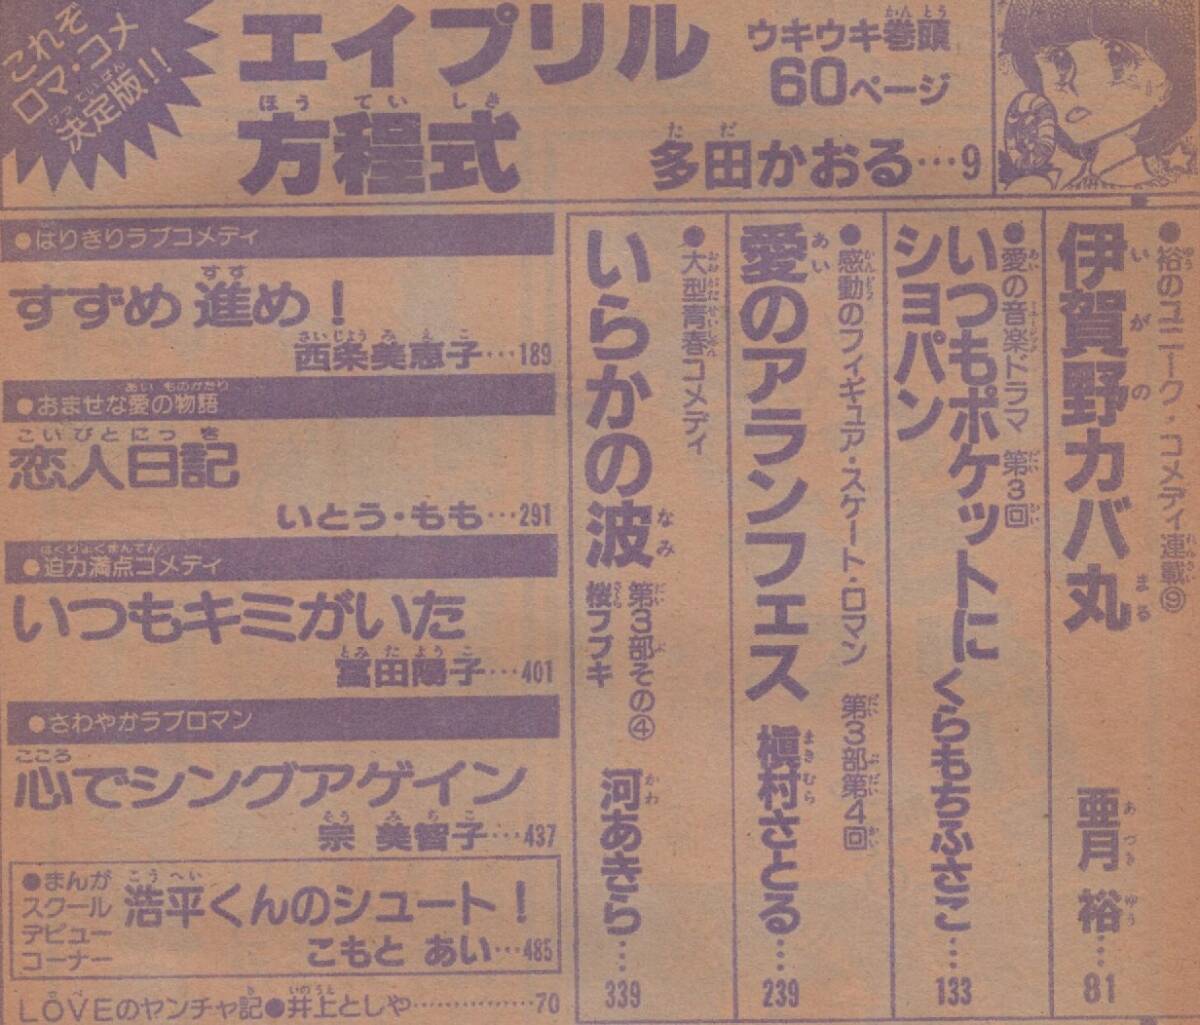 これぞ
ロマ・コメ
決定版!!
エイプリル
方程式
ウキウキ巻頭
60ページ
多田かおる…9
●裕のユニーク・コメディ連載⑨
伊賀野カバ丸
亜月 裕…81
●愛の音楽ドラマ 第3回
いつもポケットに
ショパン
くらもちふさこ…133
●感動のフィギュア・スケート・ロマン 第3部第4回
愛のアランフェス
槇村さとる…239
●大型青春コメディ
いらかの波
第3部その④
桜フブキ
河あきら…339
●はりきりラブコメディ
すずめ進め!
西条美恵子…189
●おませな愛の物語
恋人日記
いとう・もも…291
●迫力満点コメディ
いつもキミがいた
冨田陽子…401
●さわやかラブロマン
心でシングアゲイン
宗 美智子…437
●まんが
スクール
デビュー
コーナー
浩平くんのシュート!
こもと あい…485
LOVEのヤンチャ記●井上としや……………70